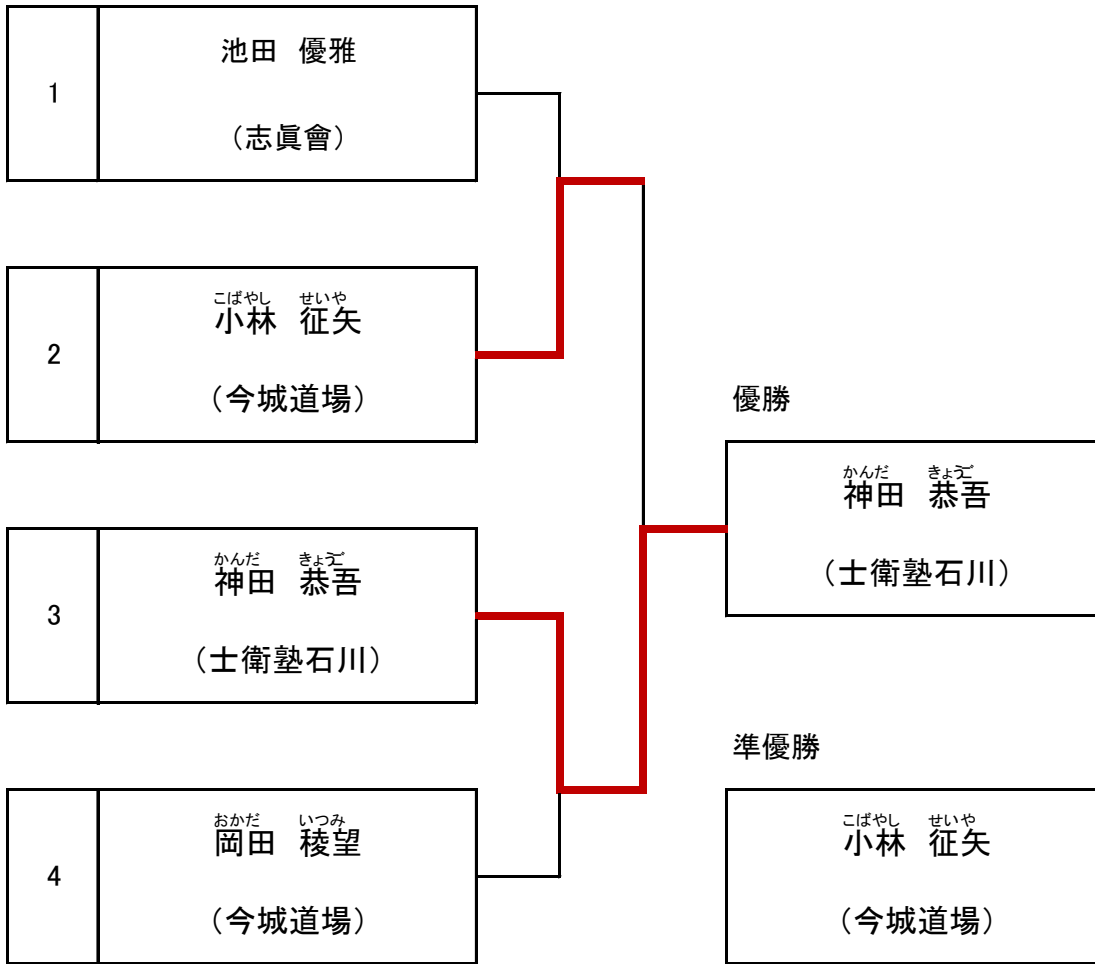 1
池田 優雅
（志眞會）
2
こばやし せいや
小林 征矢
（今城道場）
3
かんだ きょうご
神田 恭吾
（士衛塾石川）
4
おかだ いつみ
岡田 稜望
（今城道場）
優勝
かんだ きょうご
神田 恭吾
（士衛塾石川）
準優勝
こばやし せいや
小林 征矢
（今城道場）